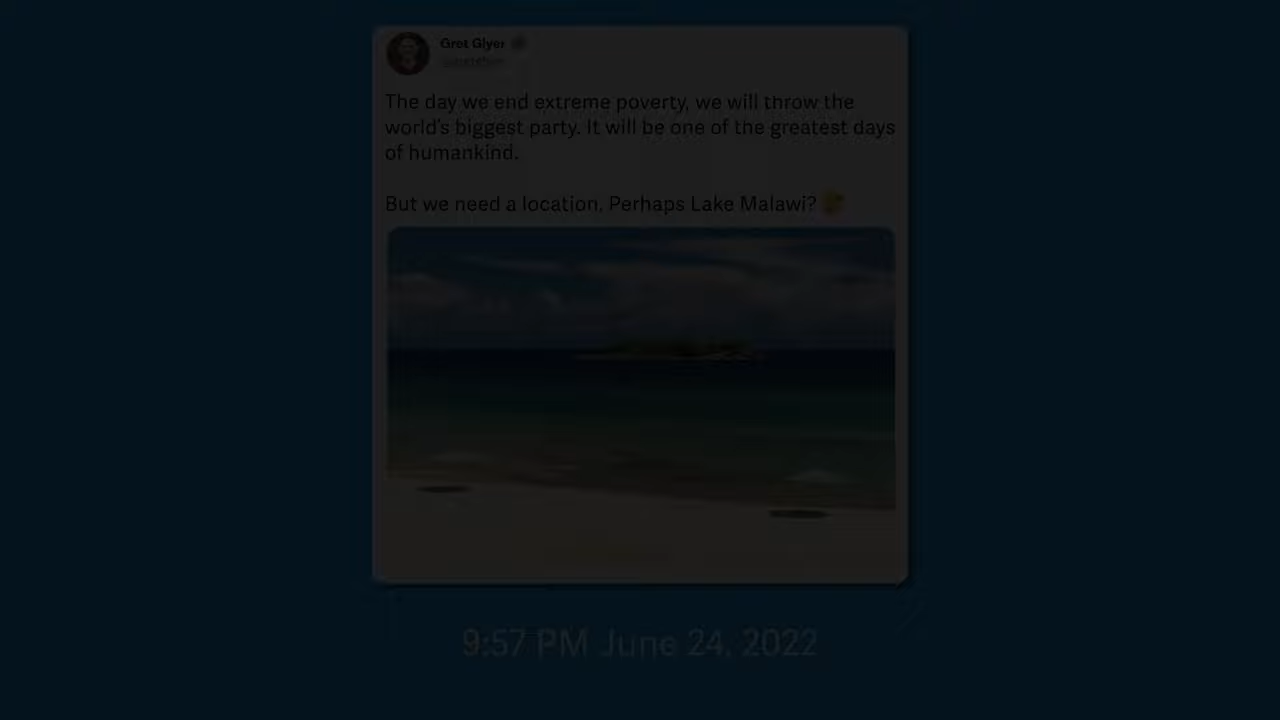 Gret Glyer
The day we end extreme poverty, we will throw the
world's biggest party. It will be one of the greatest days
of humankind.
But we need a location. Perhaps Lake Malawi?
9:57 PM June 24, 2022